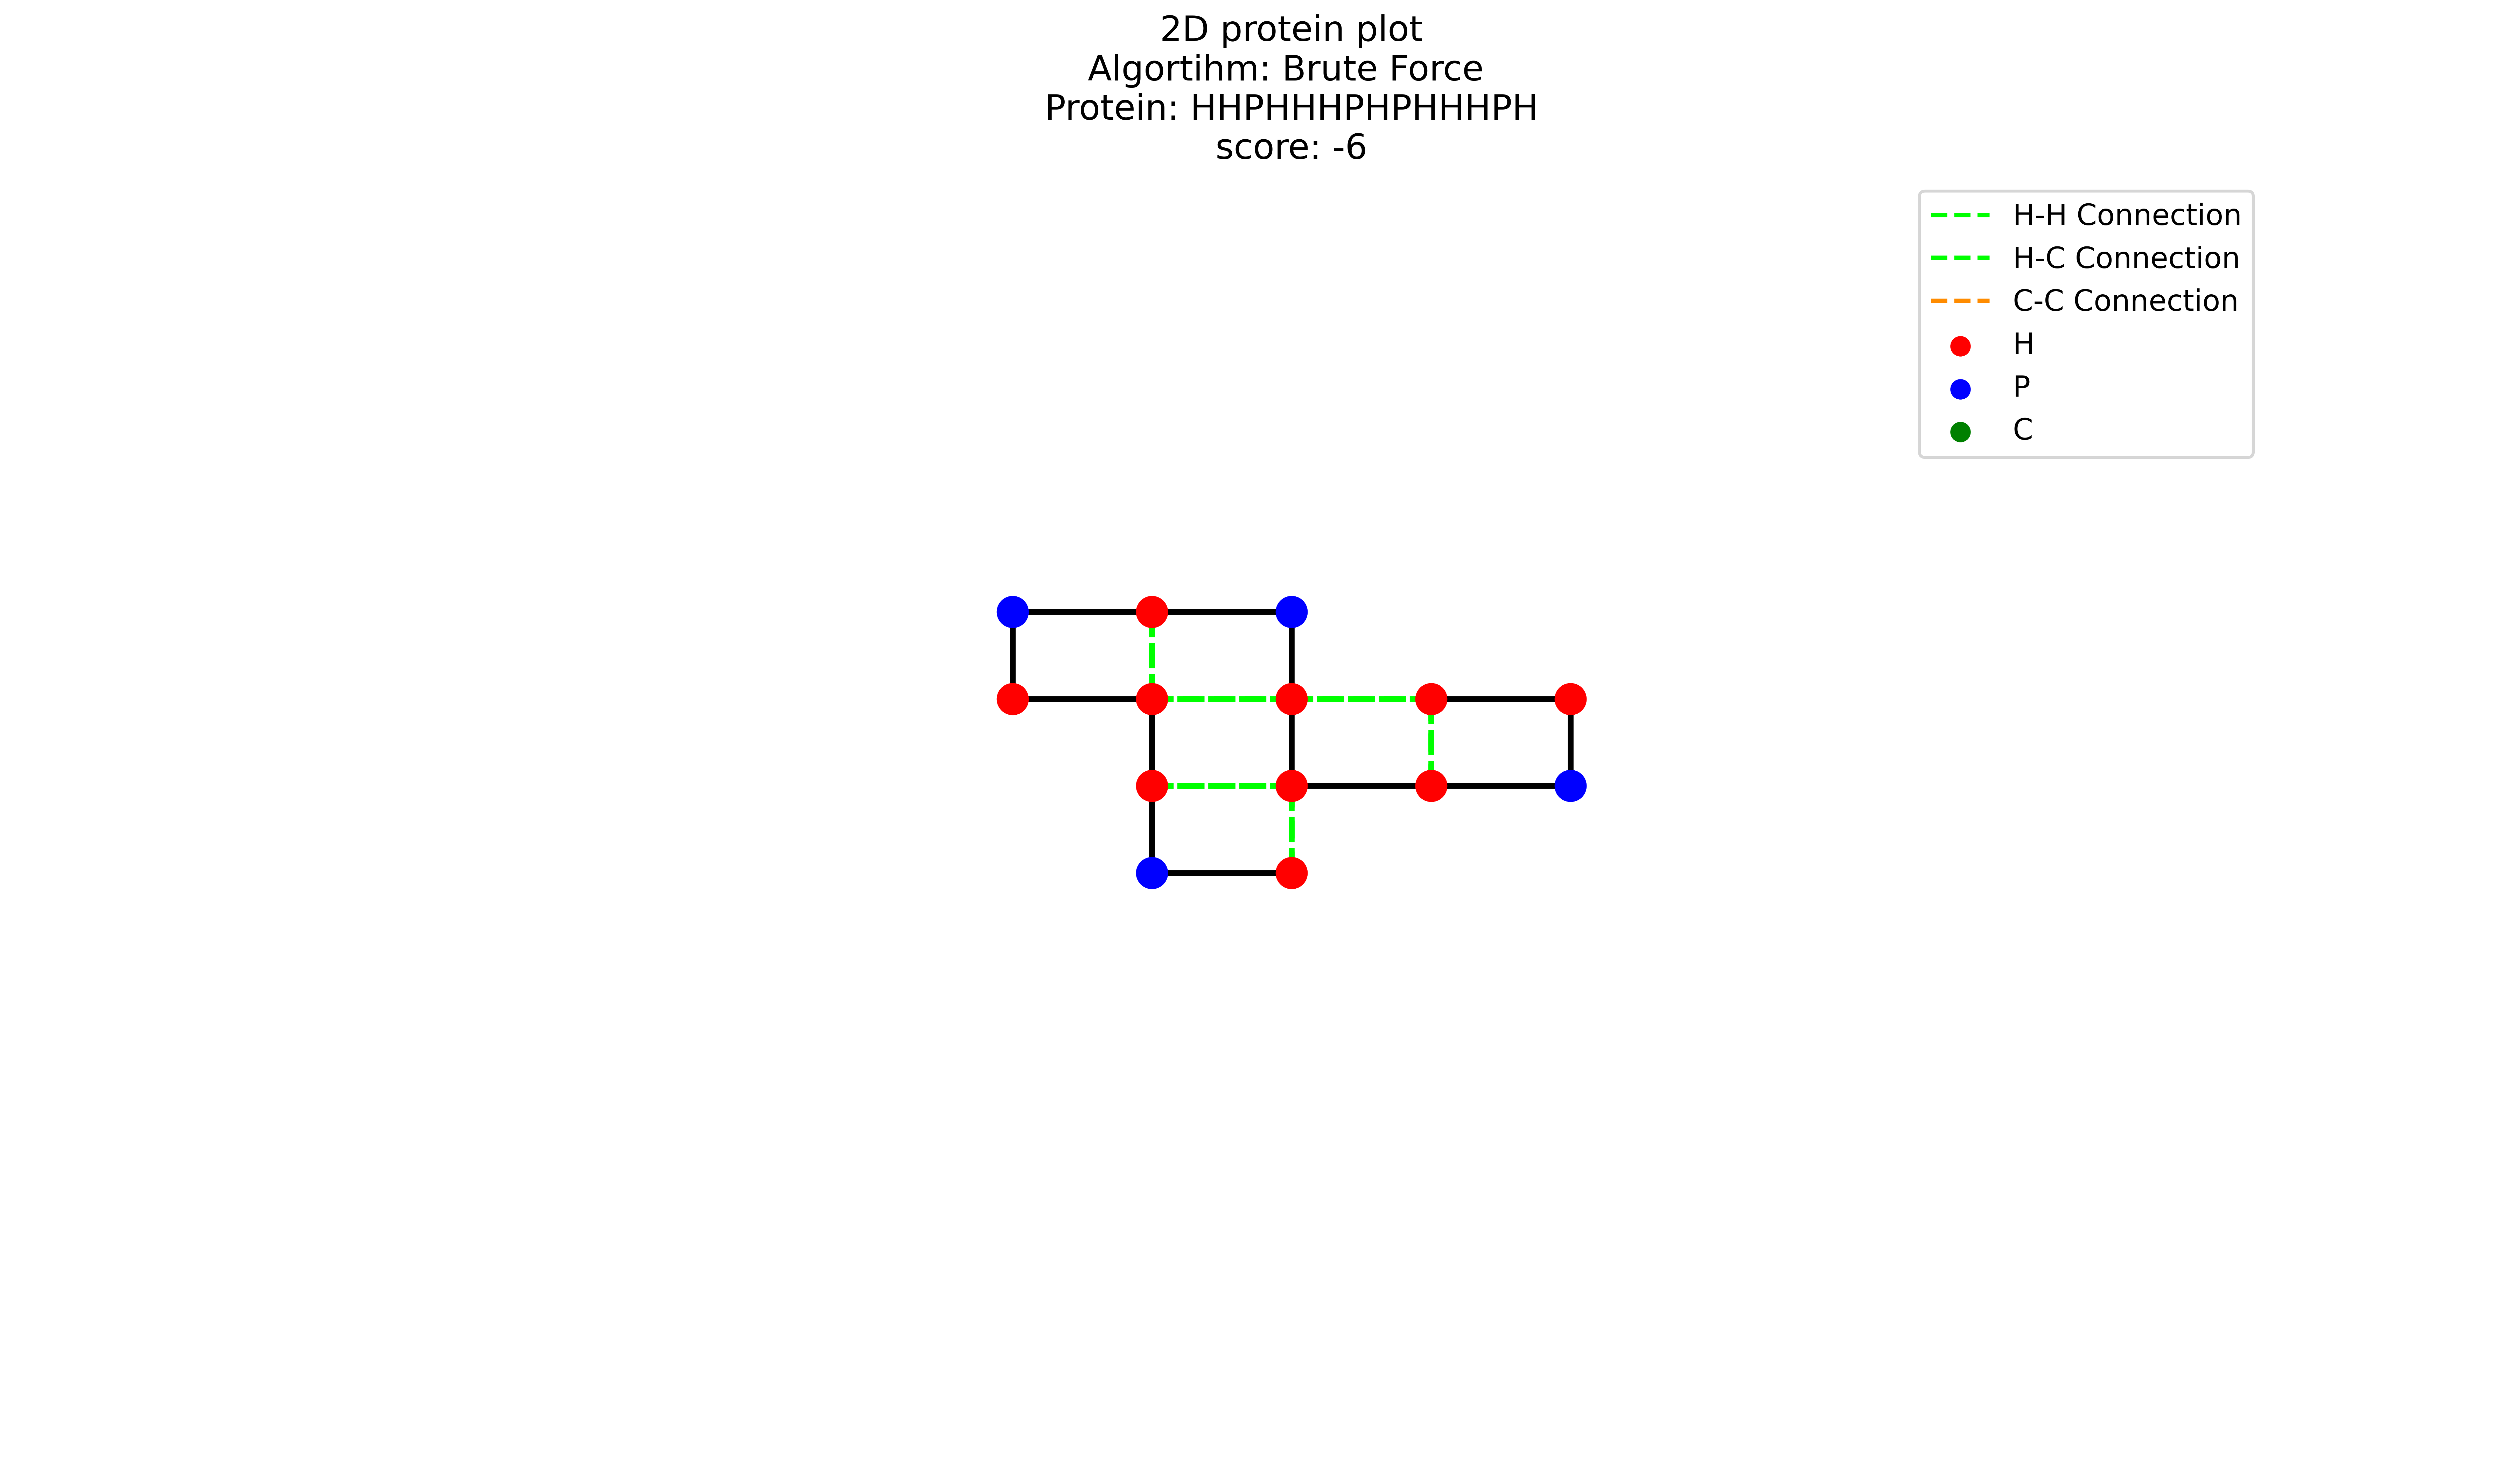 2D protein plot
Algortihm: Brute Force
Protein: HHPHHHPHPHHHPH
score: -6
H-H Connection
H-C Connection
C-C Connection
H
P
C